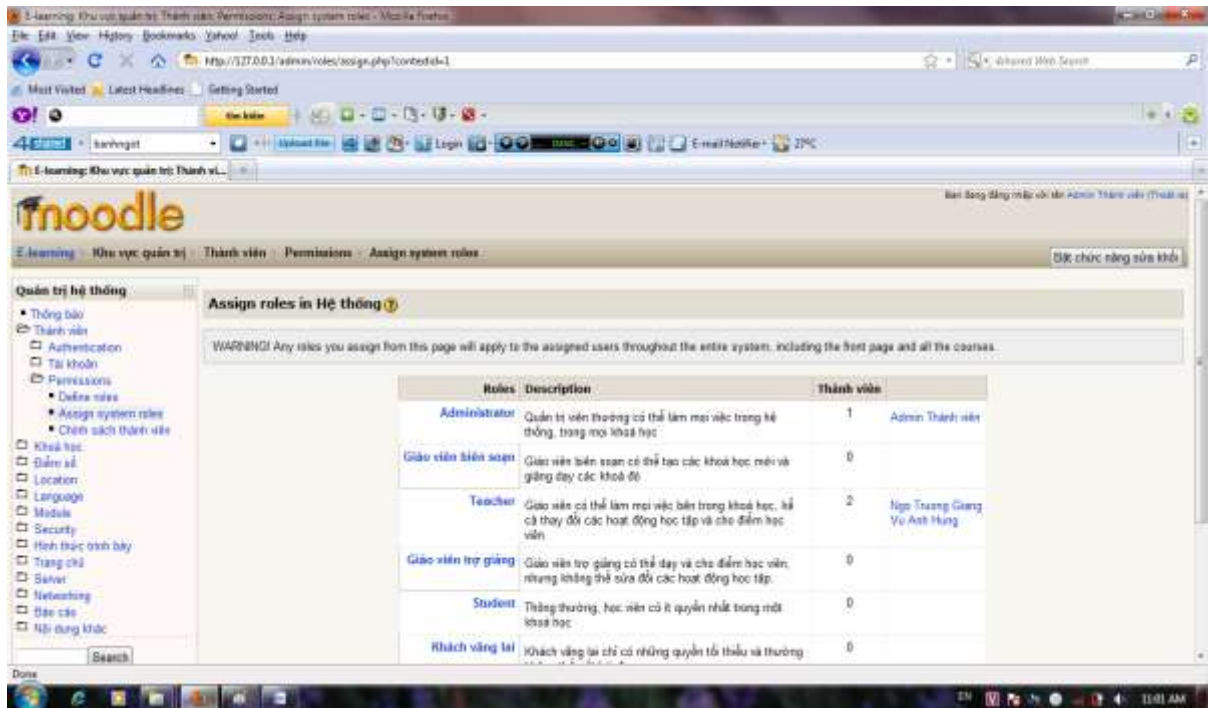 E-learning: Khu vực quản trị: Thành viên: Permissions: Assign system roles - Mozilla Firefox
File Edit View History Bookmarks Yahoo! Tools Help
http://127.0.0.1/admin/roles/assign.php?contextid=1
Most Visited Latest Headlines Getting Started
tìm kiếm
4shared Upload file Login E-mail Notifier 27°C
E-learning: Khu vực quản trị: Thành vi...
moodle
Bạn đang đăng nhập với tên Admin Thành viên (Thoát ra)
E-learning Khu vực quản trị Thành viên Permissions Assign system roles
Bật chức năng sửa khối
Quản trị hệ thống
Thông báo
Thành viên
Authentication
Tài khoản
Permissions
Define roles
Assign system roles
Chính sách thành viên
Khoá học
Điểm số
Location
Language
Module
Security
Hình thức trình bày
Trang chủ
Server
Networking
Báo cáo
Nội dung khác
Search
Assign roles in Hệ thống
WARNING! Any roles you assign from this page will apply to the assigned users throughout the entire system, including the front page and all the courses.
Roles Description Thành viên
Administrator Quản trị viên thường có thể làm mọi việc trong hệ 1 Admin Thành viên
thống, trong mọi khoá học
Giáo viên biên soạn Giáo viên biên soạn có thể tạo các khoá học mới và 0
giảng dạy các khoá đó
Teacher Giáo viên có thể làm mọi việc bên trong khoá học, kể 2 Ngo Truong Giang
cả thay đổi các hoạt động học tập và cho điểm học Vu Anh Hung
viên
Giáo viên trợ giảng Giáo viên trợ giảng có thể dạy và cho điểm học viên, 0
nhưng không thể sửa đổi các hoạt động học tập.
Student Thông thường, học viên có ít quyền nhất trong một 0
khoá học
Khách vãng lai Khách vãng lai chỉ có những quyền tối thiểu và thường 0
Done
EN 11:01 AM